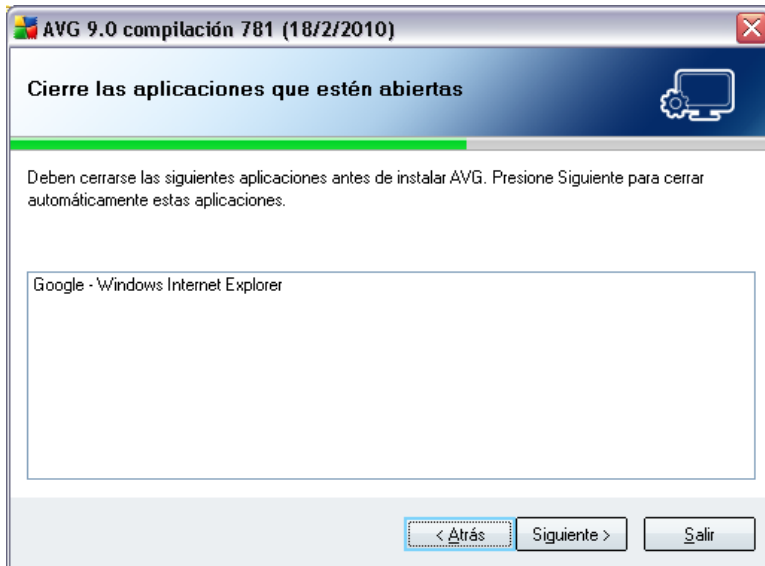 AVG 9.0 compilación 781 (18/2/2010)
Cierre las aplicaciones que estén abiertas
Deben cerrarse las siguientes aplicaciones antes de instalar AVG. Presione Siguiente para cerrar
automáticamente estas aplicaciones.
Google - Windows Internet Explorer
< Atrás
Siguiente >
Salir